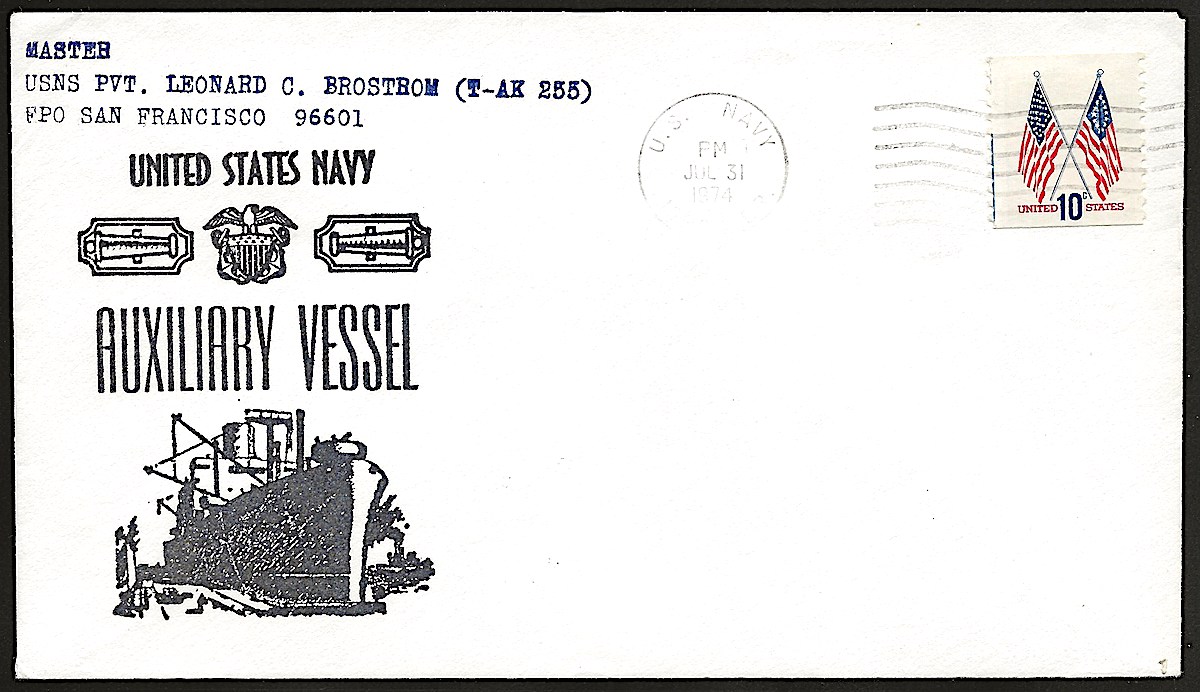 MASTER
USNS PVT. LEONARD C. BROSTROM (T-AK 255)
FPO SAN FRANCISCO 96601
UNITED STATES NAVY
AUXILIARY VESSEL
U.S. NAVY
PM
JUL 31
1974
UNITED 10c STATES